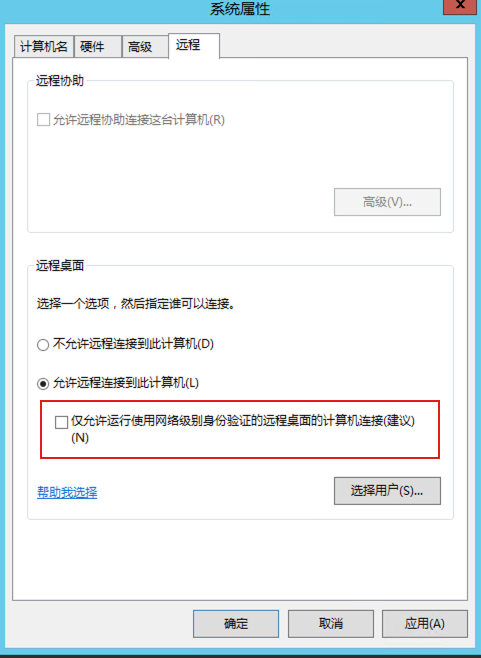 系统属性
x
计算机名 硬件 高级 远程
远程协助
允许远程协助连接这台计算机(R)
高级(V)...
远程桌面
选择一个选项，然后指定谁可以连接。
不允许远程连接到此计算机(D)
允许远程连接到此计算机(L)
仅允许运行使用网络级别身份验证的远程桌面的计算机连接(建议)
(N)
帮助我选择 选择用户(S)...
确定 取消 应用(A)